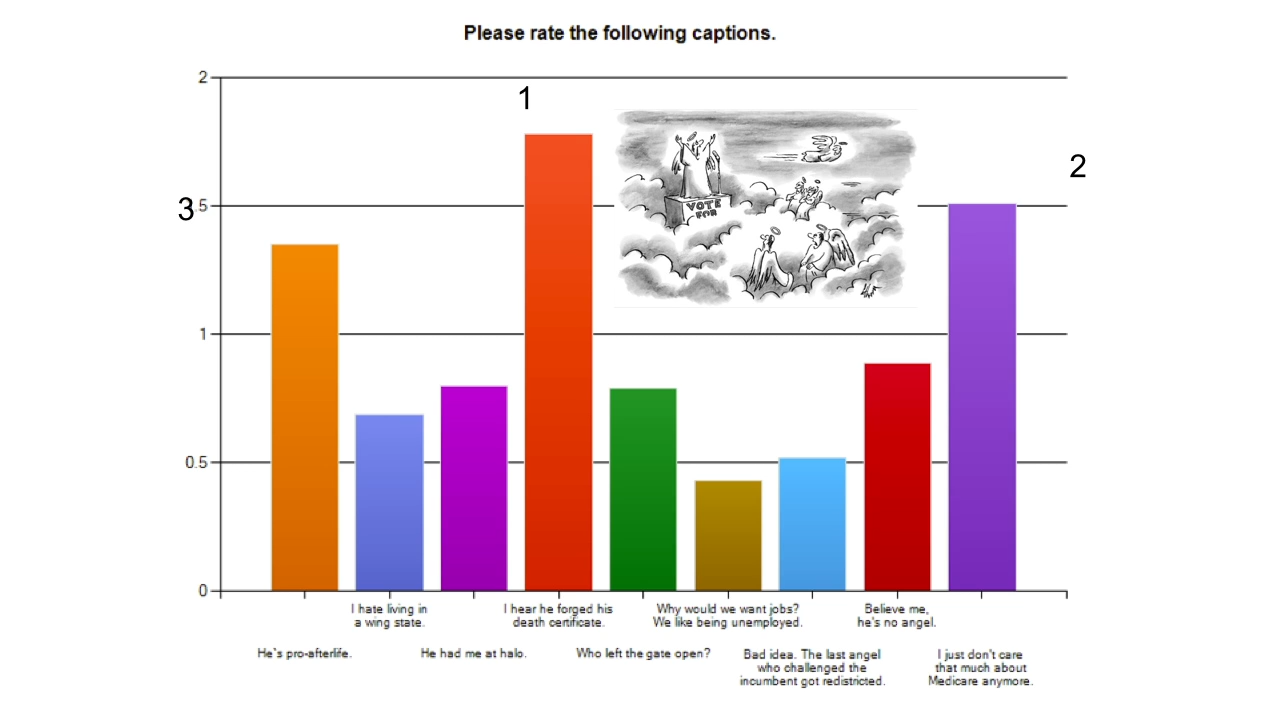 Please rate the following captions.
2
1
2
3
.5
1
0.5
0
VOTE
FOR
I hate living in
a wing state.
I hear he forged his
death certificate.
Why would we want jobs?
We like being unemployed.
Believe me,
he's no angel.
He's pro-afterlife.
He had me at halo.
Who left the gate open?
Bad idea. The last angel
who challenged the
incumbent got redistricted.
I just don't care
that much about
Medicare anymore.